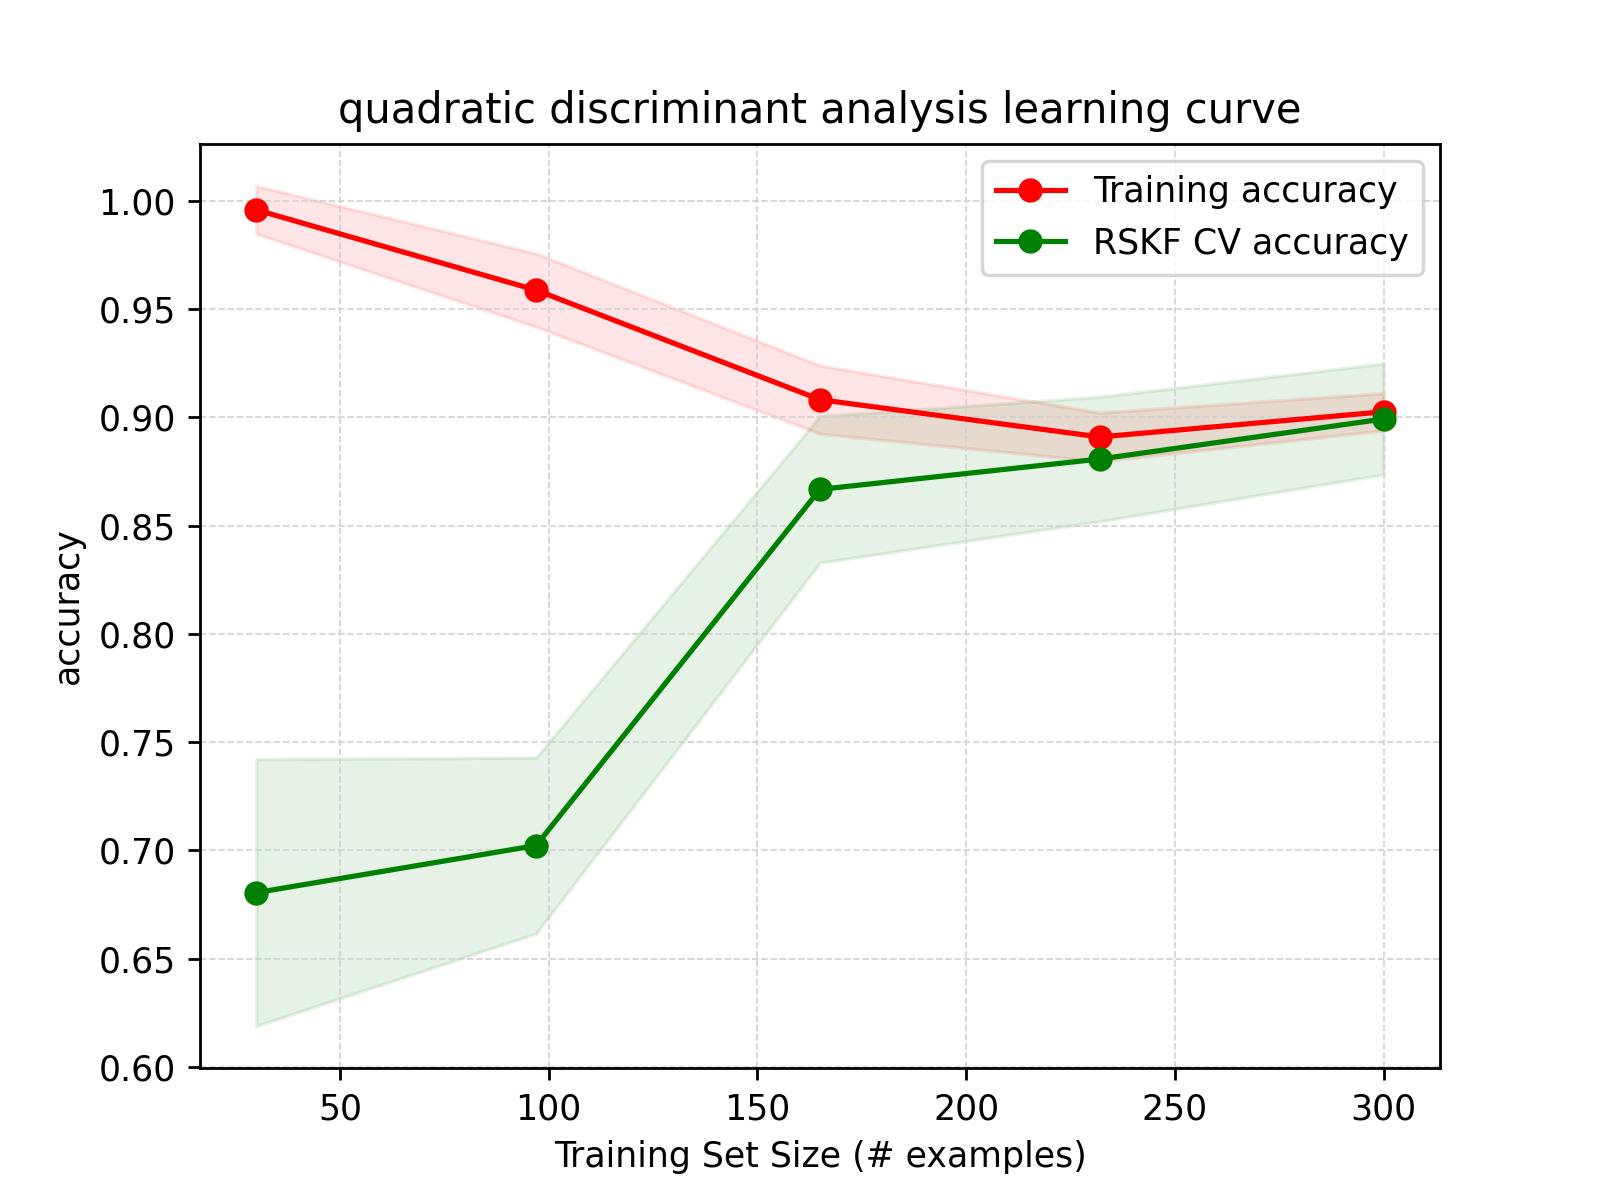 quadratic discriminant analysis learning curve
Training accuracy
RSKF CV accuracy
1.00
0.95
0.90
0.85
0.80
0.75
0.70
0.65
0.60
accuracy
50 100 150 200 250 300
Training Set Size (# examples)